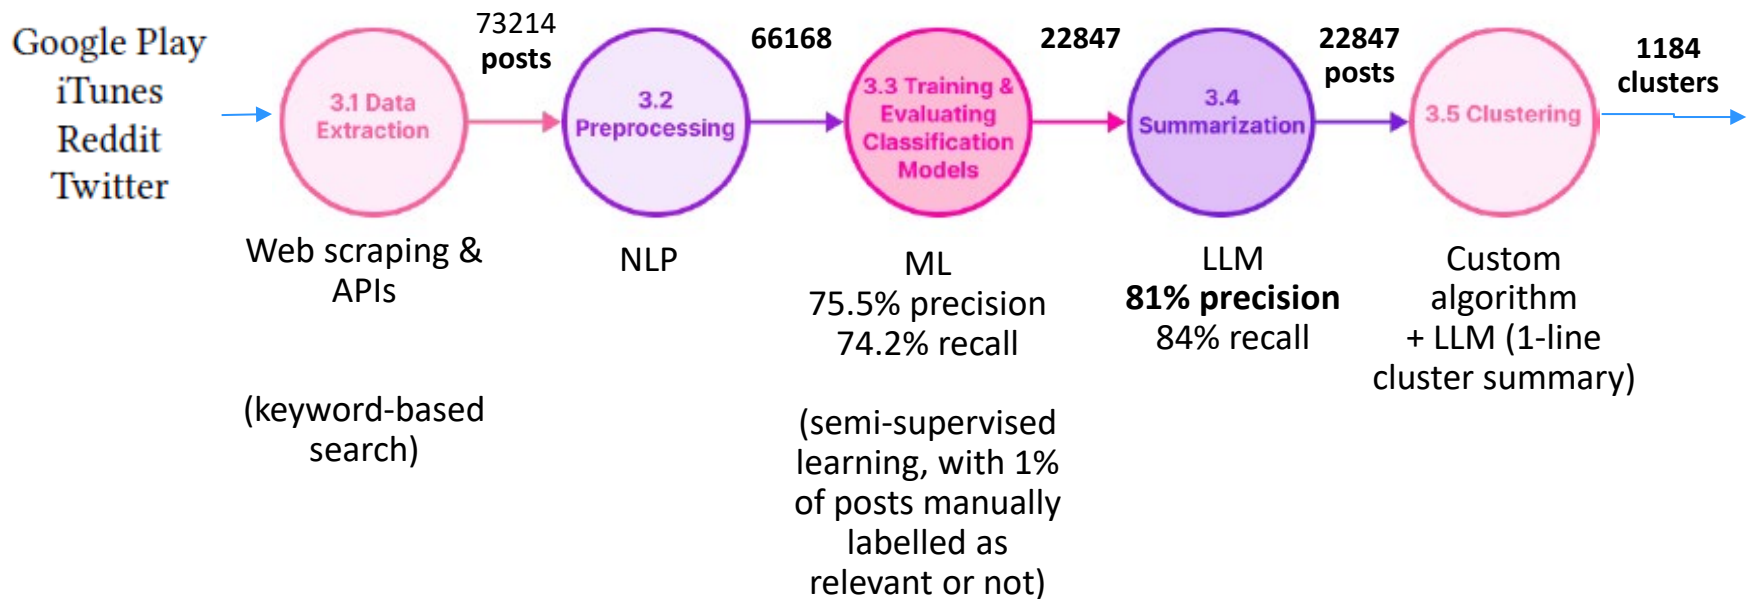 Google Play
iTunes
Reddit
Twitter
3.1 Data
Extraction
73214
posts
3.2
Preprocessing
66168
3.3 Training &
Evaluating
Classification
Models
22847
3.4
Summarization
22847
posts
3.5 Clustering
1184
clusters
Web scraping &
APIs
(keyword-based
search)
NLP
ML
75.5% precision
74.2% recall
(semi-supervised
learning, with 1%
of posts manually
labelled as
relevant or not)
LLM
81% precision
84% recall
Custom
algorithm
+ LLM (1-line
cluster summary)